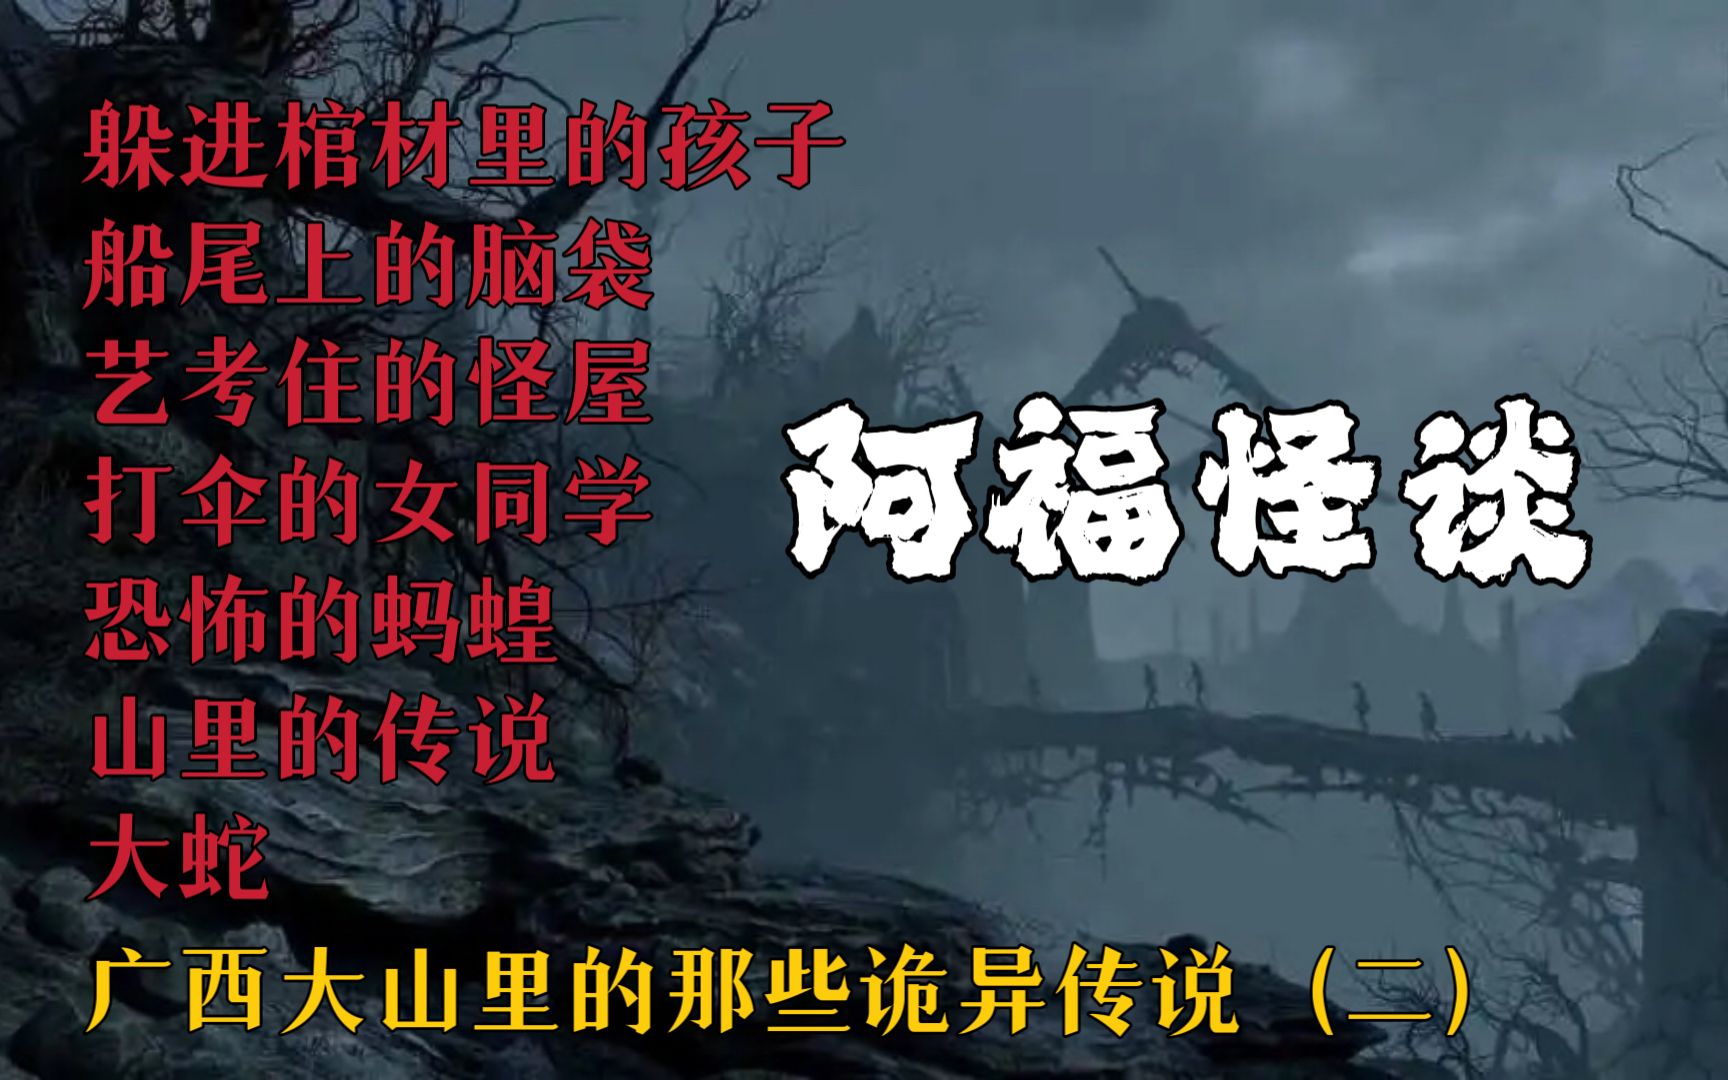 躲进棺材里的孩子
船尾上的脑袋
艺考住的怪屋
打伞的女同学
恐怖的蚂蝗
山里的传说
大蛇
阿福怪谈
广西大山里的那些诡异传说（二）